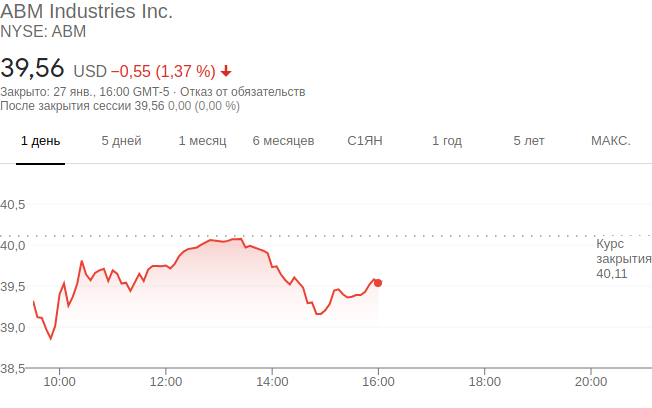 ABM Industries Inc.
NYSE: ABM
39,56 USD −0,55 (1,37 %)
Закрыто: 27 янв., 16:00 GMT-5 · Отказ от обязательств
После закрытия сессии 39,56 0,00 (0,00 %)
1 день 5 дней 1 месяц 6 месяцев С1ЯН 1 год 5 лет МАКС.
40,5
40,0
39,5
39,0
38,5
Курс
закрытия
40,11
10:00 12:00 14:00 16:00 18:00 20:00